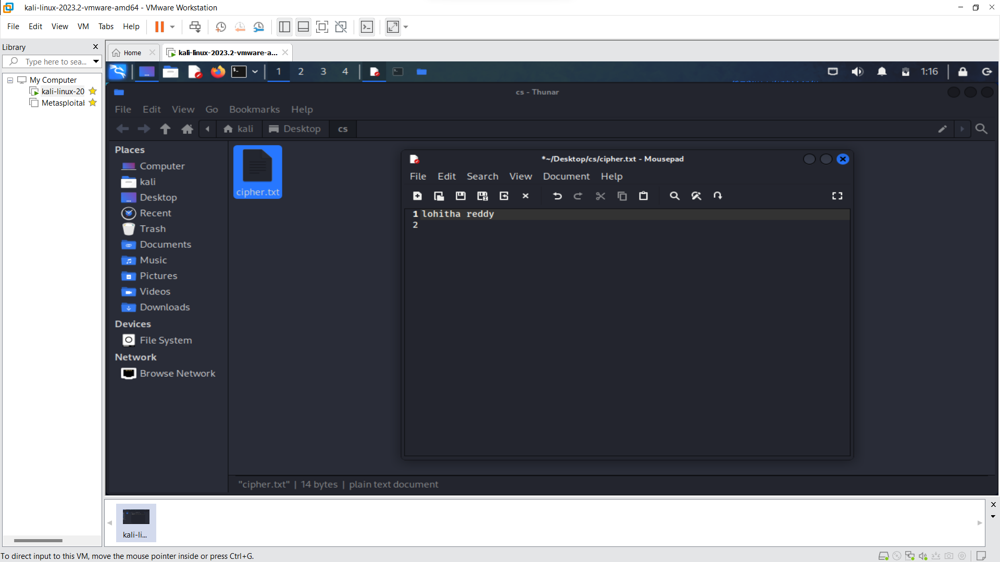 kali-linux-2023.2-vmware-amd64 - VMware Workstation
File Edit View VM Tabs Help
Library
Type here to sea...
My Computer
kali-linux-20
Metasploital
Home
kali-linux-2023.2-vmware-a...
1 2 3 4
1:16
cs - Thunar
File Edit View Go Bookmarks Help
kali Desktop cs
Places
Computer
kali
Desktop
Recent
Trash
Documents
Music
Pictures
Videos
Downloads
Devices
File System
Network
Browse Network
cipher.txt
*~/Desktop/cs/cipher.txt - Mousepad
File Edit Search View Document Help
1 lohitha reddy
2
"cipher.txt" | 14 bytes | plain text document
kali-li...
To direct input to this VM, move the mouse pointer inside or press Ctrl+G.